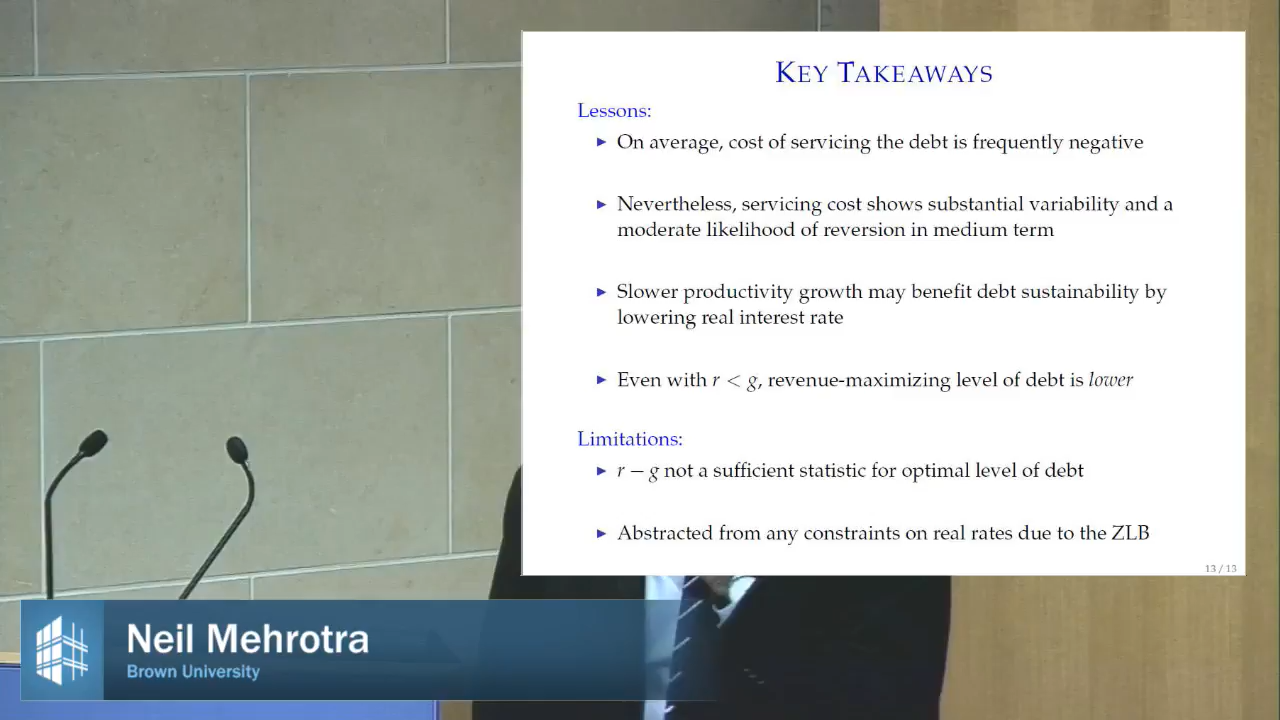 KEY TAKEAWAYS
Lessons:
On average, cost of servicing the debt is frequently negative
Nevertheless, servicing cost shows substantial variability and a
moderate likelihood of reversion in medium term
Slower productivity growth may benefit debt sustainability by
lowering real interest rate
Even with r < g, revenue-maximizing level of debt is lower
Limitations:
r − g not a sufficient statistic for optimal level of debt
Abstracted from any constraints on real rates due to the ZLB
13 / 13
Neil Mehrotra
Brown University